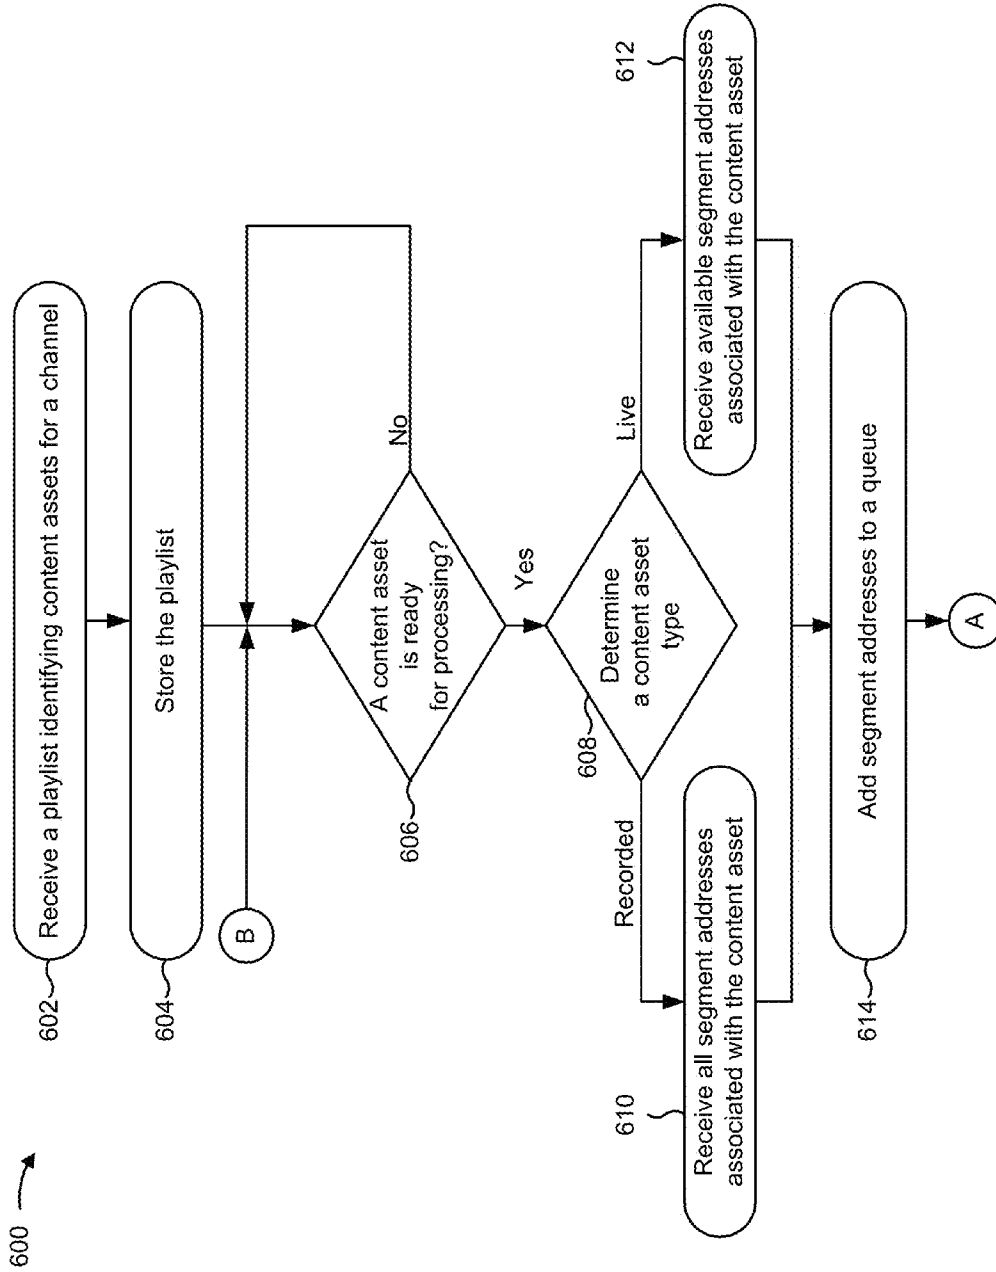 600
602
Receive a playlist identifying content assets for a channel
604
Store the playlist
B
606
A content asset
is ready
for processing?
No
Yes
608
Determine
a content asset
type
Recorded
Live
610
Receive all segment addresses
associated with the content asset
612
Receive available segment addresses
associated with the content asset
614
Add segment addresses to a queue
A